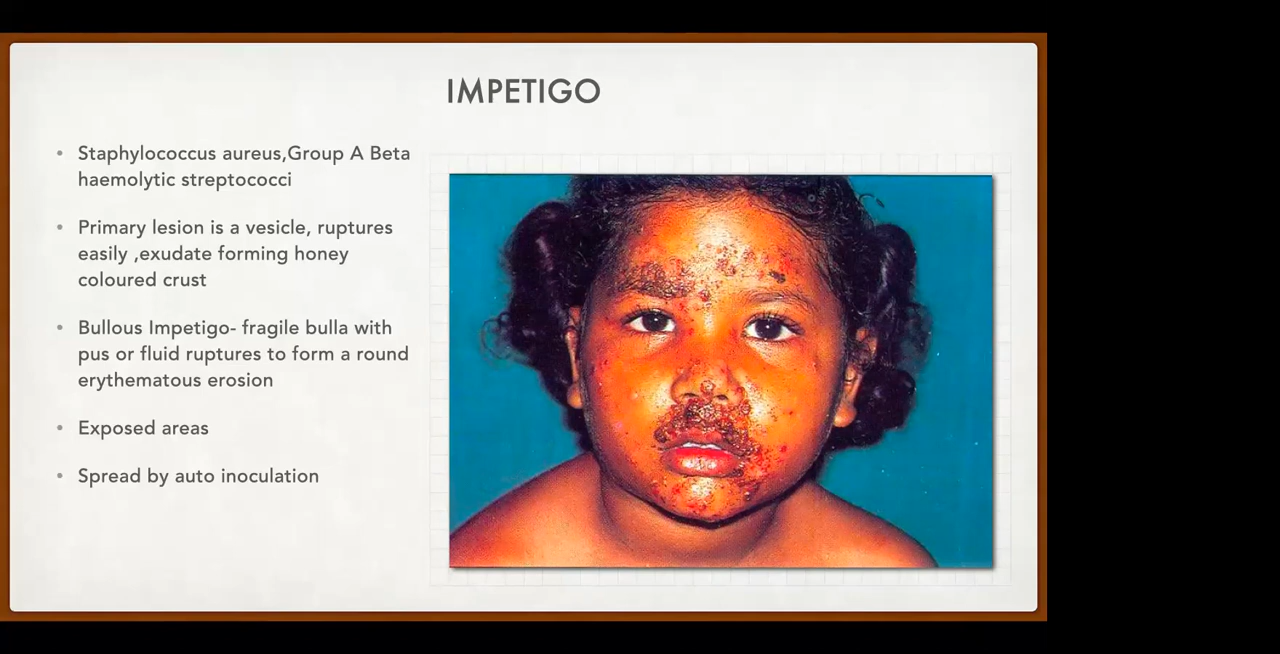 IMPETIGO
Staphylococcus aureus,Group A Beta
haemolytic streptococci
Primary lesion is a vesicle, ruptures
easily ,exudate forming honey
coloured crust
Bullous Impetigo- fragile bulla with
pus or fluid ruptures to form a round
erythematous erosion
Exposed areas
Spread by auto inoculation